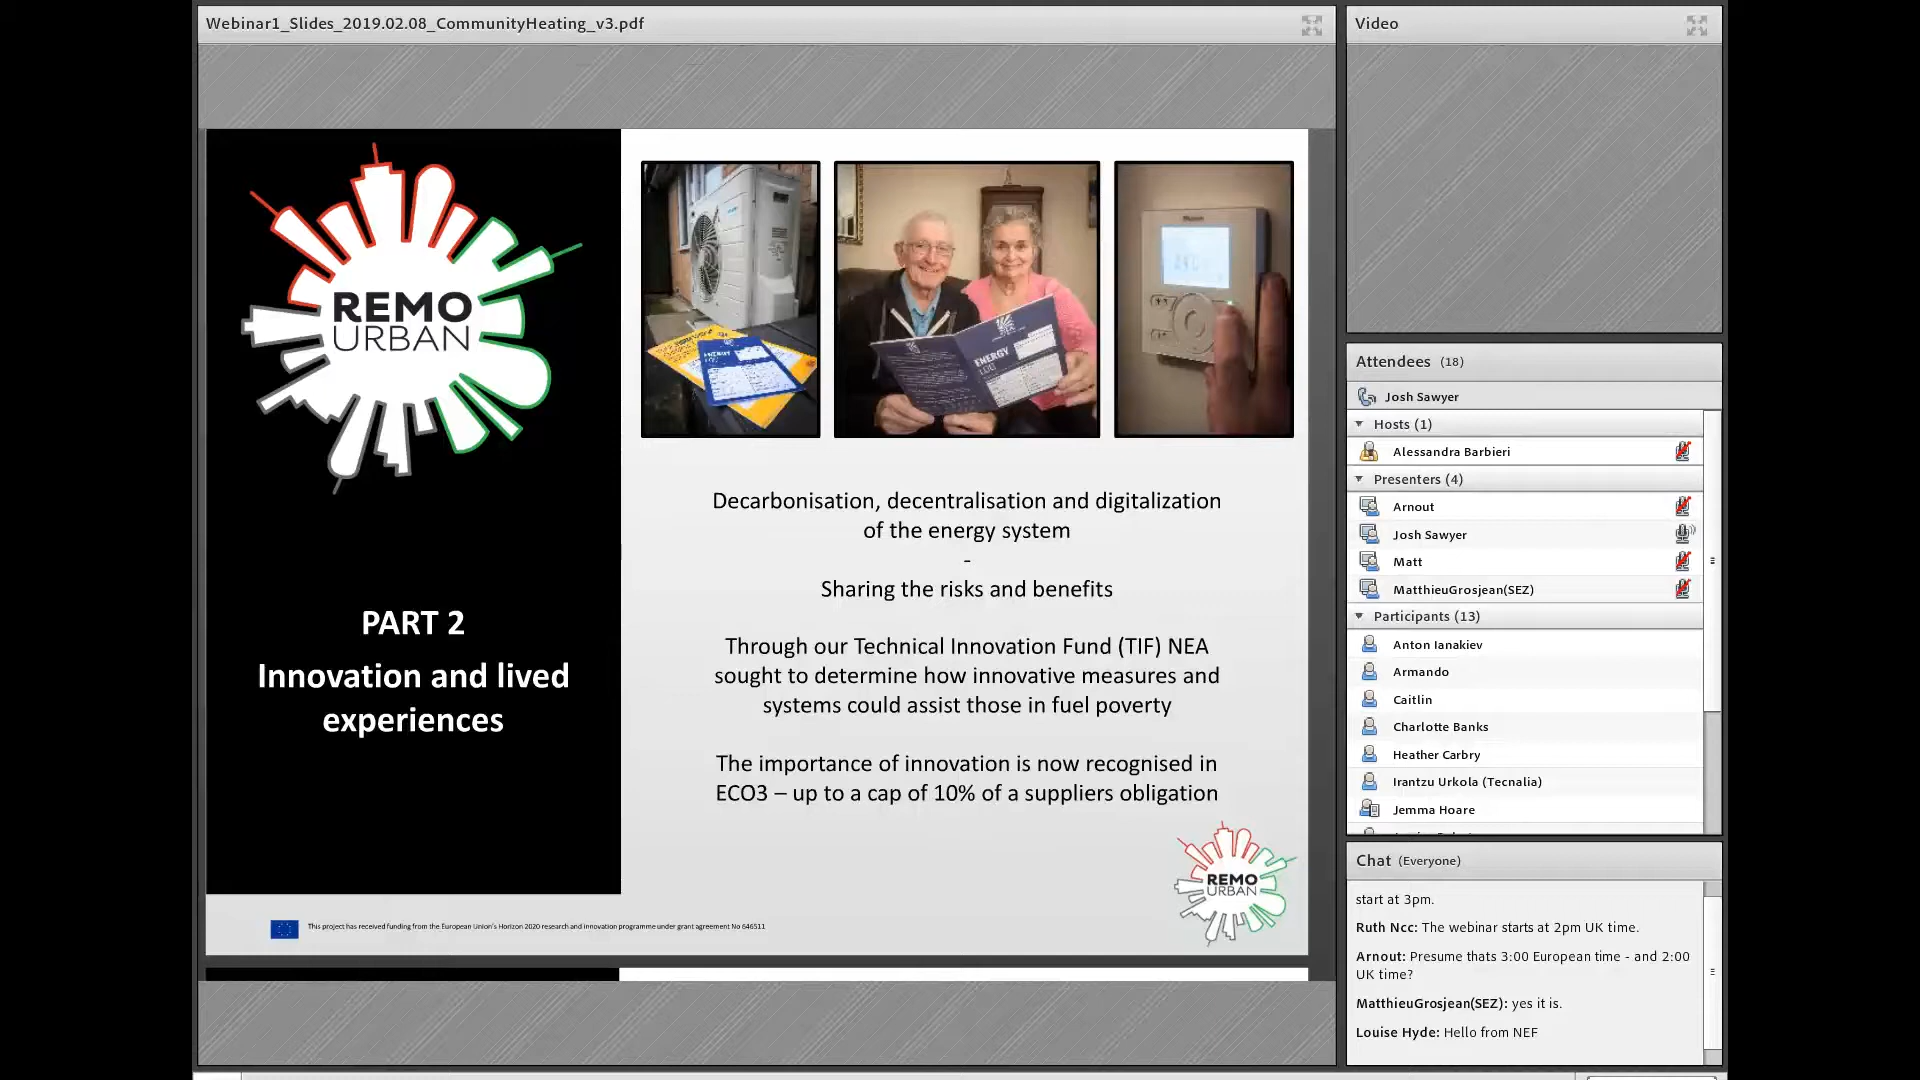 Webinar1_Slides_2019.02.08_CommunityHeating_v3.pdf
REMO
URBAN
PART 2
Innovation and lived
experiences
ENERGY
ENERGY
Decarbonisation, decentralisation and digitalization
of the energy system
-
Sharing the risks and benefits
Through our Technical Innovation Fund (TIF) NEA
sought to determine how innovative measures and
systems could assist those in fuel poverty
The importance of innovation is now recognised in
ECO3 – up to a cap of 10% of a suppliers obligation
REMO
URBAN
This project has received funding from the European Union's Horizon 2020 research and innovation programme under grant agreement No 646511
Video
Attendees (18)
Josh Sawyer
Hosts (1)
Alessandra Barbieri
Presenters (4)
Arnout
Josh Sawyer
Matt
MatthieuGrosjean(SEZ)
Participants (13)
Anton Ianakiev
Armando
Caitlin
Charlotte Banks
Heather Carbry
Irantzu Urkola (Tecnalia)
Jemma Hoare
Chat (Everyone)
start at 3pm.
Ruth Ncc: The webinar starts at 2pm UK time.
Arnout: Presume thats 3:00 European time - and 2:00
UK time?
MatthieuGrosjean(SEZ): yes it is.
Louise Hyde: Hello from NEF